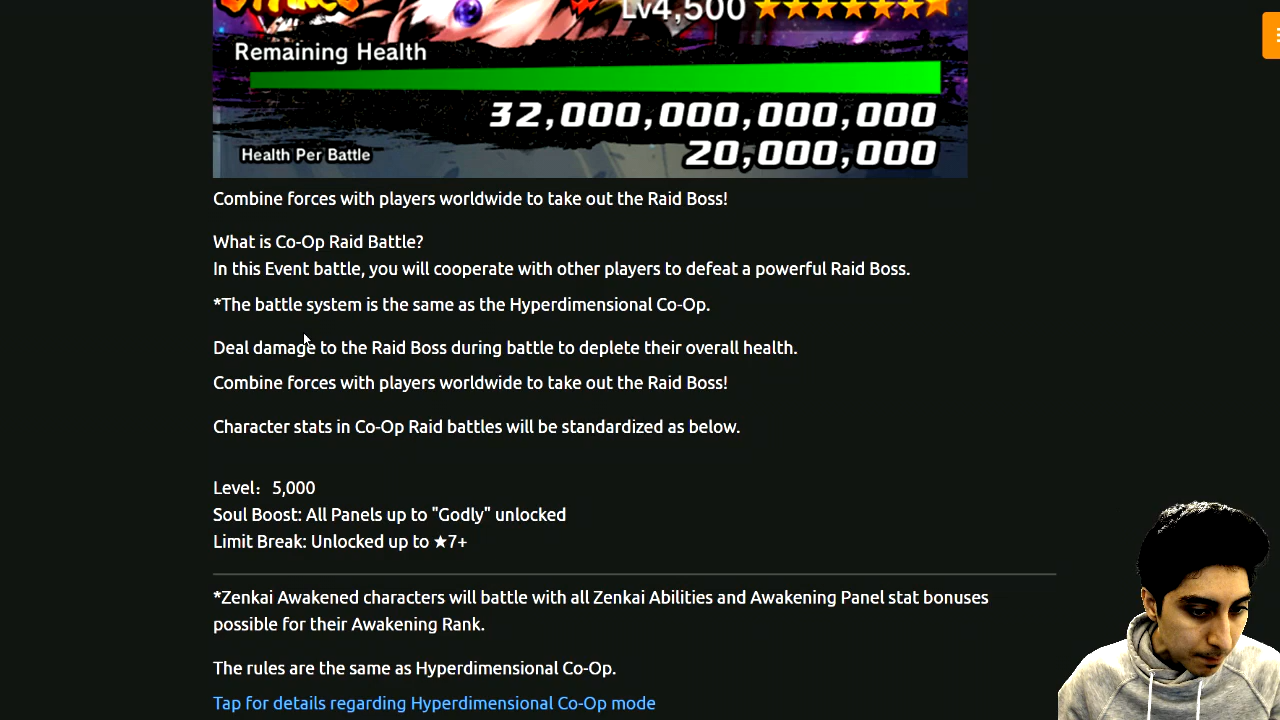 Lv4,500
Remaining Health
32,000,000,000,000
Health Per Battle
20,000,000
Combine forces with players worldwide to take out the Raid Boss!
What is Co-Op Raid Battle?
In this Event battle, you will cooperate with other players to defeat a powerful Raid Boss.
*The battle system is the same as the Hyperdimensional Co-Op.
Deal damage to the Raid Boss during battle to deplete their overall health.
Combine forces with players worldwide to take out the Raid Boss!
Character stats in Co-Op Raid battles will be standardized as below.
Level： 5,000
Soul Boost: All Panels up to "Godly" unlocked
Limit Break: Unlocked up to ★7+
*Zenkai Awakened characters will battle with all Zenkai Abilities and Awakening Panel stat bonuses
possible for their Awakening Rank.
The rules are the same as Hyperdimensional Co-Op.
Tap for details regarding Hyperdimensional Co-Op mode